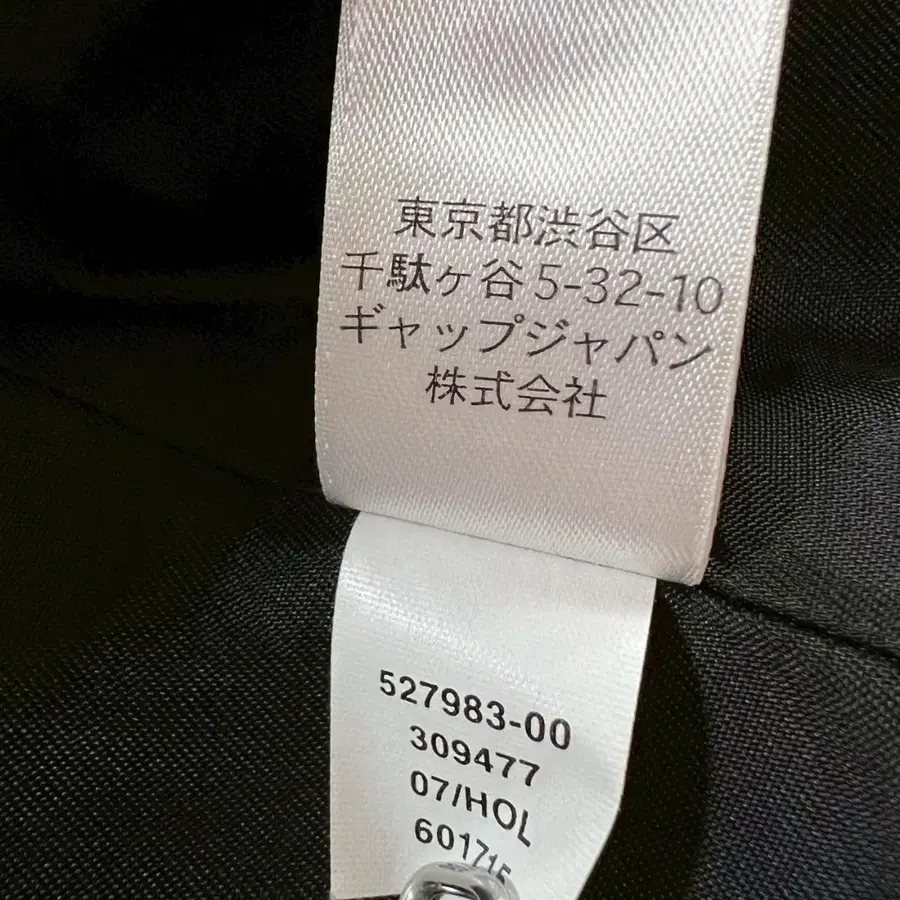 東京都渋谷区
千駄ヶ谷5-32-10
ギャップジャパン
株式会社
527983-00
309477
07/HOL